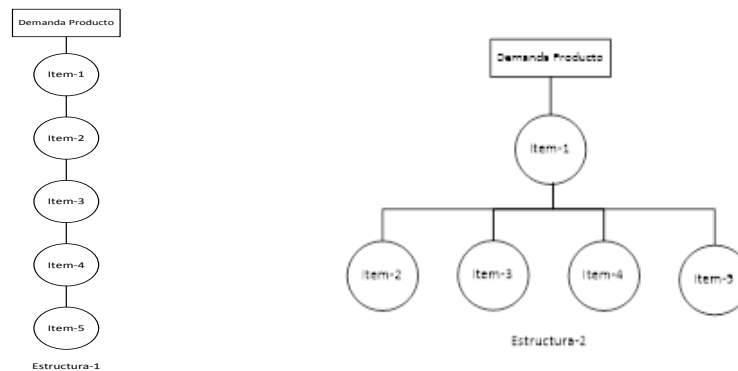 Demanda Producto
Item-1
Item-2
Item-3
Item-4
Item-5
Estructura-1
Demanda Producto
Item-1
Item-2
Item-3
Item-4
Item-5
Estructura-2